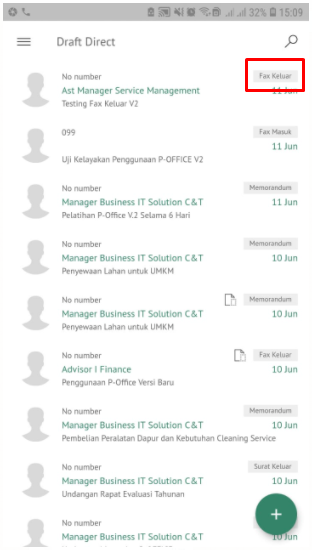 32% 15:09
Draft Direct
No number Fax Keluar
Ast Manager Service Management 11 Jun
Testing Fax Keluar V2
099 Fax Masuk
11 Jun
Uji Kelayakan Penggunaan P-OFFICE V2
No number Memorandum
Manager Business IT Solution C&T 11 Jun
Pelatihan P-Office V.2 Selama 6 Hari
No number Memorandum
Manager Business IT Solution C&T 10 Jun
Penyewaan Lahan untuk UMKM
No number Memorandum
Manager Business IT Solution C&T 10 Jun
Penyewaan Lahan untuk UMKM
No number Fax Keluar
Advisor I Finance 10 Jun
Penggunaan P-Office Versi Baru
No number Memorandum
Manager Business IT Solution C&T 10 Jun
Pembelian Peralatan Dapur dan Kebutuhan Cleaning Service
No number Surat Keluar
Manager Business IT Solution C&T 10 Jun
Undangan Rapat Evaluasi Tahunan
No number
Manager Business IT Solution C&T 10 Jun